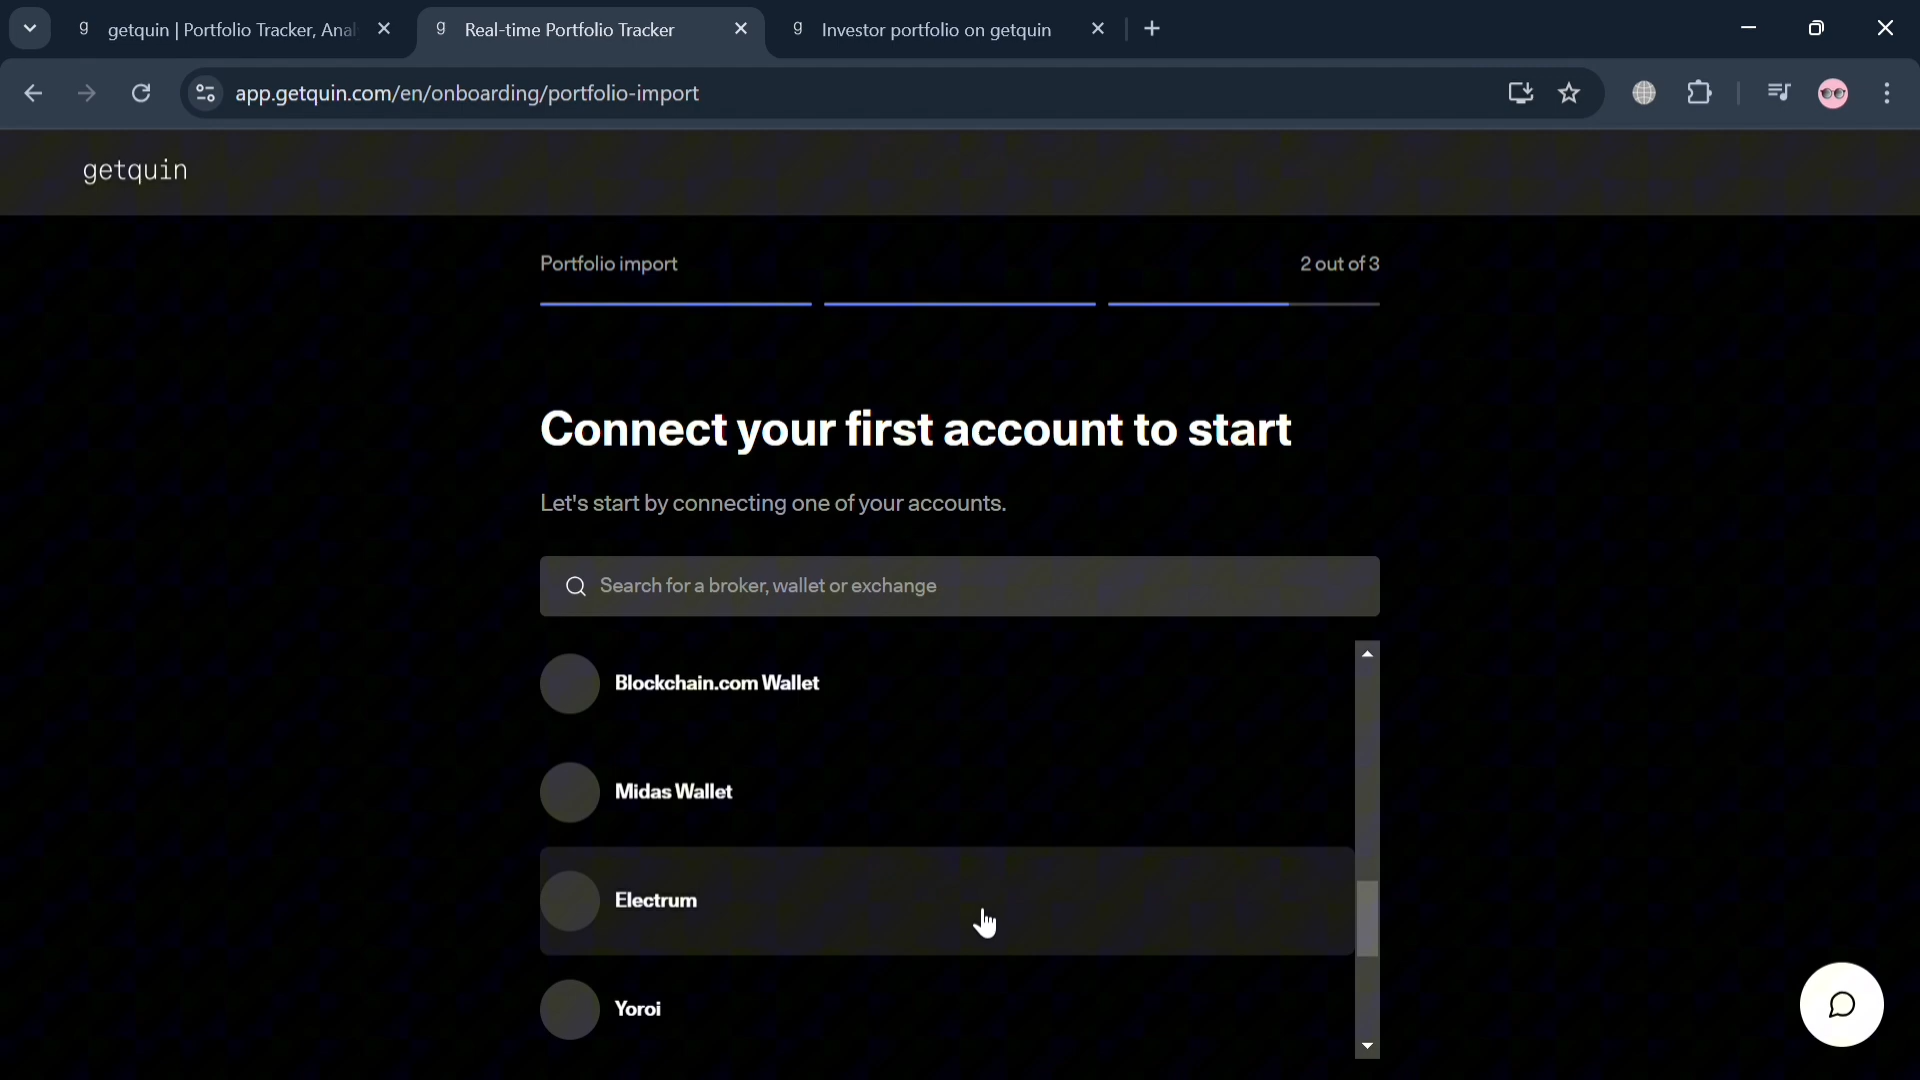 g getquin | Portfolio Tracker, Anal
g Real-time Portfolio Tracker
g Investor portfolio on getquin
app.getquin.com/en/onboarding/portfolio-import
getquin
Portfolio import
2 out of 3
Connect your first account to start
Let's start by connecting one of your accounts.
Search for a broker, wallet or exchange
Blockchain.com Wallet
Midas Wallet
Electrum
Yoroi